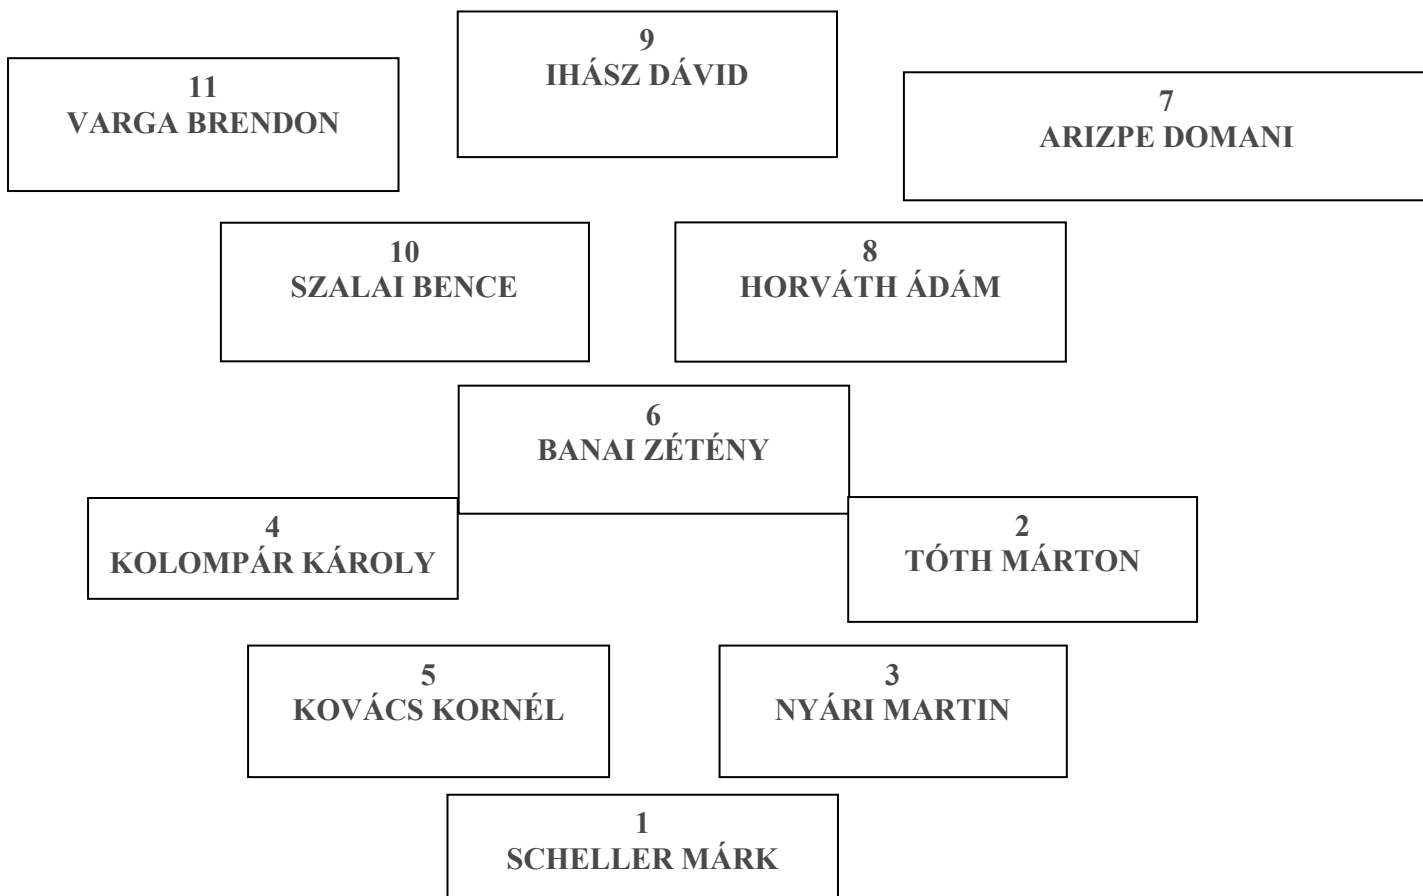 9
IHÁSZ DÁVID
11
VARGA BRENDON
7
ARIZPE DOMANI
10
SZALAI BENCE
8
HORVÁTH ÁDÁM
6
BANAI ZÉTÉNY
4
KOLOMPÁR KÁROLY
2
TÓTH MÁRTON
5
KOVÁCS KORNÉL
3
NYÁRI MARTIN
1
SCHELLER MÁRK